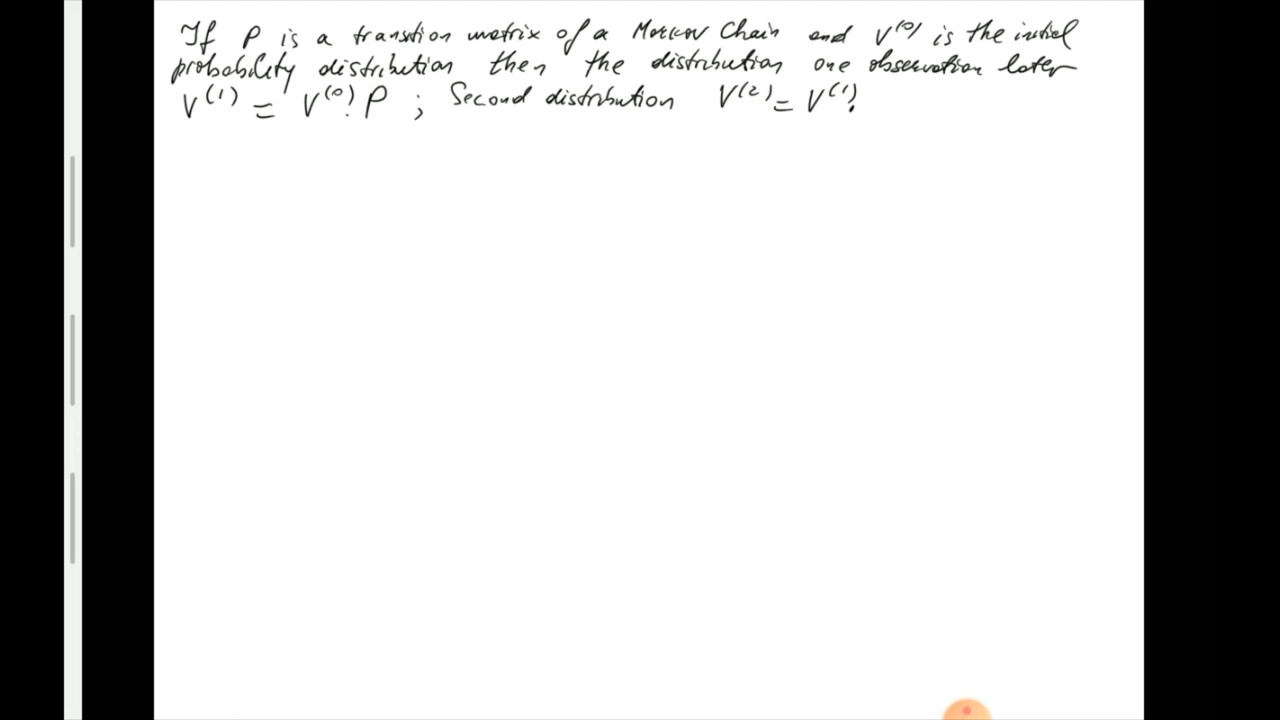 If P is a transition matrix of a Markov Chain and V^(0) is the initial
probability distribution then the distribution one observation later
V^(1) = V^(0) . P ; Second distribution V^(2) = V^(1) .